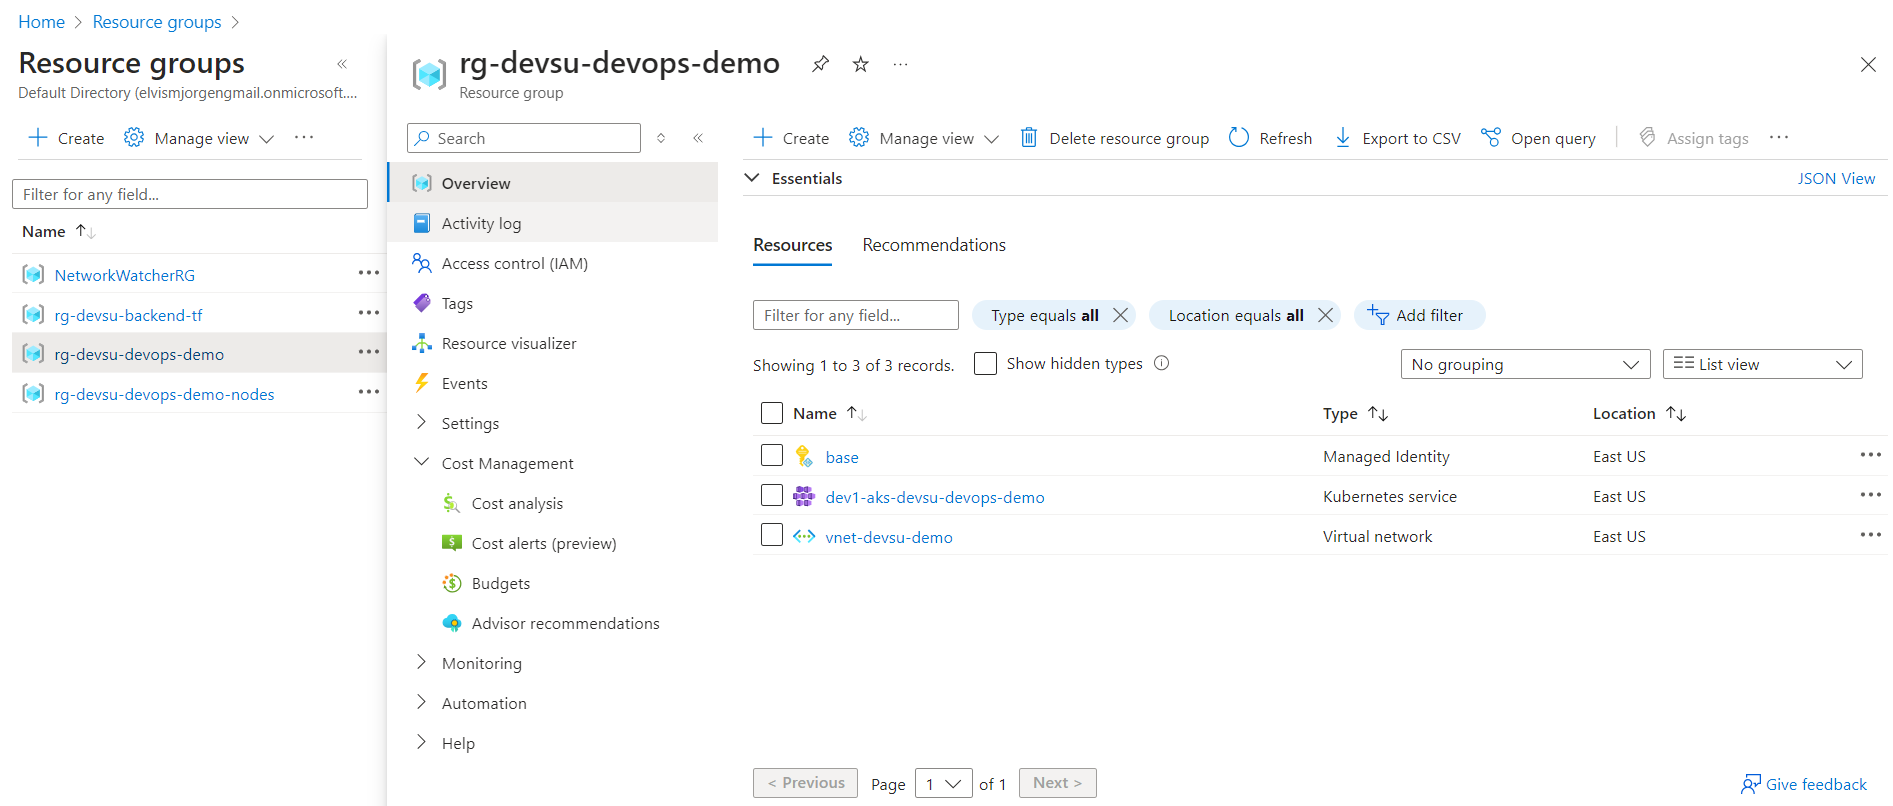 Home > Resource groups >
Resource groups «
Default Directory (elvismjorgengmail.onmicrosoft....
+ Create Manage view ···
Filter for any field...
Name ↑↓
NetworkWatcherRG ···
rg-devsu-backend-tf ···
rg-devsu-devops-demo ···
rg-devsu-devops-demo-nodes ···
rg-devsu-devops-demo ···
Resource group
Search «
Overview
Activity log
Access control (IAM)
Tags
Resource visualizer
Events
Settings
Cost Management
Cost analysis
Cost alerts (preview)
Budgets
Advisor recommendations
Monitoring
Automation
Help
+ Create Manage view Delete resource group Refresh Export to CSV Open query Assign tags ···
Essentials JSON View
Resources Recommendations
Filter for any field... Type equals all Location equals all Add filter
Showing 1 to 3 of 3 records. Show hidden types No grouping List view
Name ↑↓ Type ↑↓ Location ↑↓
base Managed Identity East US ···
dev1-aks-devsu-devops-demo Kubernetes service East US ···
vnet-devsu-demo Virtual network East US ···
< Previous Page 1 of 1 Next >
Give feedback